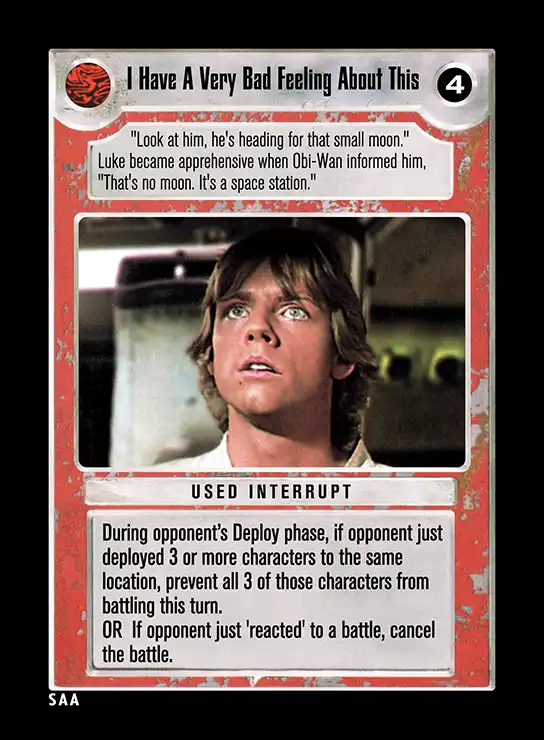 I Have A Very Bad Feeling About This
4
"Look at him, he's heading for that small moon."
Luke became apprehensive when Obi-Wan informed him,
"That's no moon. It's a space station."
USED INTERRUPT
During opponent's Deploy phase, if opponent just
deployed 3 or more characters to the same
location, prevent all 3 of those characters from
battling this turn.
OR If opponent just 'reacted' to a battle, cancel
the battle.
SAA